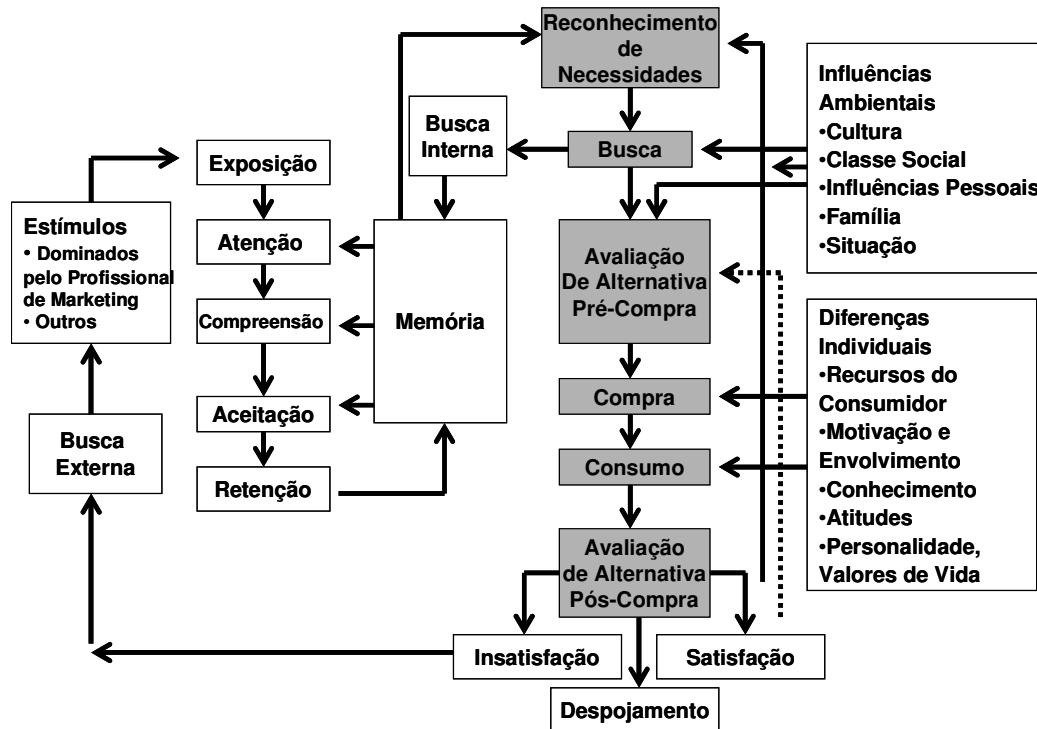 Reconhecimento
de
Necessidades
Influências
Ambientais
•Cultura
•Classe Social
•Influências Pessoais
•Família
•Situação
Busca
Interna
Busca
Exposição
Estímulos
• Dominados
pelo Profissional
de Marketing
• Outros
Atenção
Compreensão
Aceitação
Retenção
Memória
Avaliação
De Alternativa
Pré-Compra
Diferenças
Individuais
•Recursos do
Consumidor
•Motivação e
Envolvimento
•Conhecimento
•Atitudes
•Personalidade,
Valores de Vida
Compra
Busca
Externa
Consumo
Avaliação
de Alternativa
Pós-Compra
Insatisfação
Satisfação
Despojamento